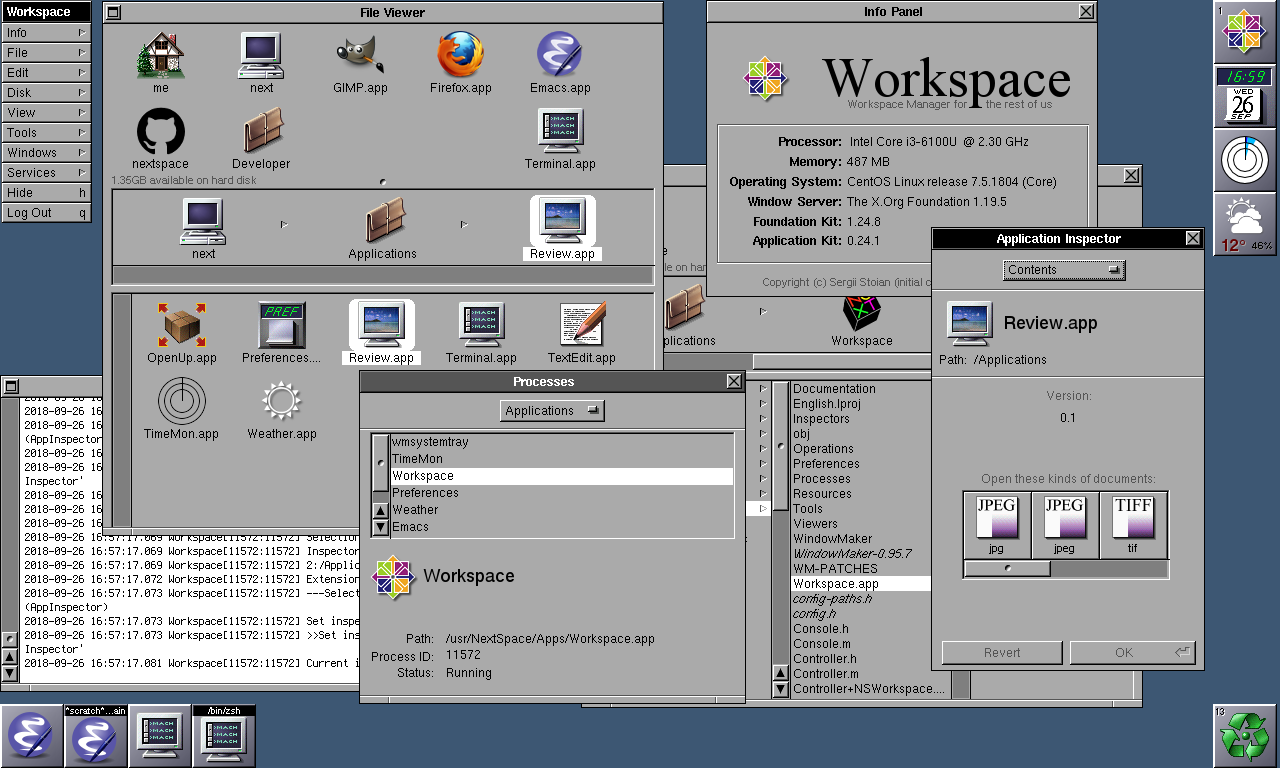 Workspace
Info
File
Edit
Disk
View
Tools
Windows
Services
Hide h
Log Out q
File Viewer
me
next
GIMP.app
Firefox.app
Emacs.app
nextspace
Developer
Terminal.app
1.35GB available on hard disk
next
Applications
Review.app
OpenUp.app
Preferences....
Review.app
Terminal.app
TextEdit.app
TimeMon.app
Weather.app
Info Panel
Workspace
Workspace Manager for the rest of us
Processor: Intel Core i3-6100U @ 2.30 GHz
Memory: 487 MB
Operating System: CentOS Linux release 7.5.1804 (Core)
Window Server: The X.org Foundation 1.19.5
Foundation Kit: 1.24.8
Application Kit: 0.24.1
Copyright (c) Sergii Stoian (initial c
1
16:59
WED
26
SEP
12° 46%
Application Inspector
Contents
Review.app
Path: /Applications
Version:
0.1
Open these kinds of documents:
JPEG
JPEG
TIFF
jpg
jpeg
tif
Revert
OK
le on hard
plications
Workspace
Documentation
English.lproj
Inspectors
obj
Operations
Preferences
Processes
Resources
Tools
Viewers
WindowMaker
WindowMaker-0.95.7
WM-PATCHES
Workspace.app
config-paths.h
config.h
Console.h
Console.m
Controller.h
Controller.m
Controller+NSWorkspace....
Processes
Applications
wmsystemtray
TimeMon
Workspace
Preferences
Weather
Emacs
Workspace
Path: /usr/NextSpace/Apps/Workspace.app
Process ID: 11572
Status: Running
2018-09-26 16
2018-09-26 16
(AppInspector
2018-09-26 16
2018-09-26 16
Inspector'
2018-09-26 16
2018-09-26 16
2018-09-26 16
2018-09-26 16:57:17.069 Workspace[11572:11572] Selection
2018-09-26 16:57:17.069 Workspace[11572:11572] Inspector
2018-09-26 16:57:17.069 Workspace[11572:11572] 2:/Applic
2018-09-26 16:57:17.072 Workspace[11572:11572] Extension
2018-09-26 16:57:17.073 Workspace[11572:11572] ---Select
(AppInspector)
2018-09-26 16:57:17.073 Workspace[11572:11572] Set inspe
2018-09-26 16:57:17.073 Workspace[11572:11572] >>Set ins
Inspector'
2018-09-26 16:57:17.081 Workspace[11572:11572] Current i
^scratch^...ain
/bin/zsh
MACH
MACH
13